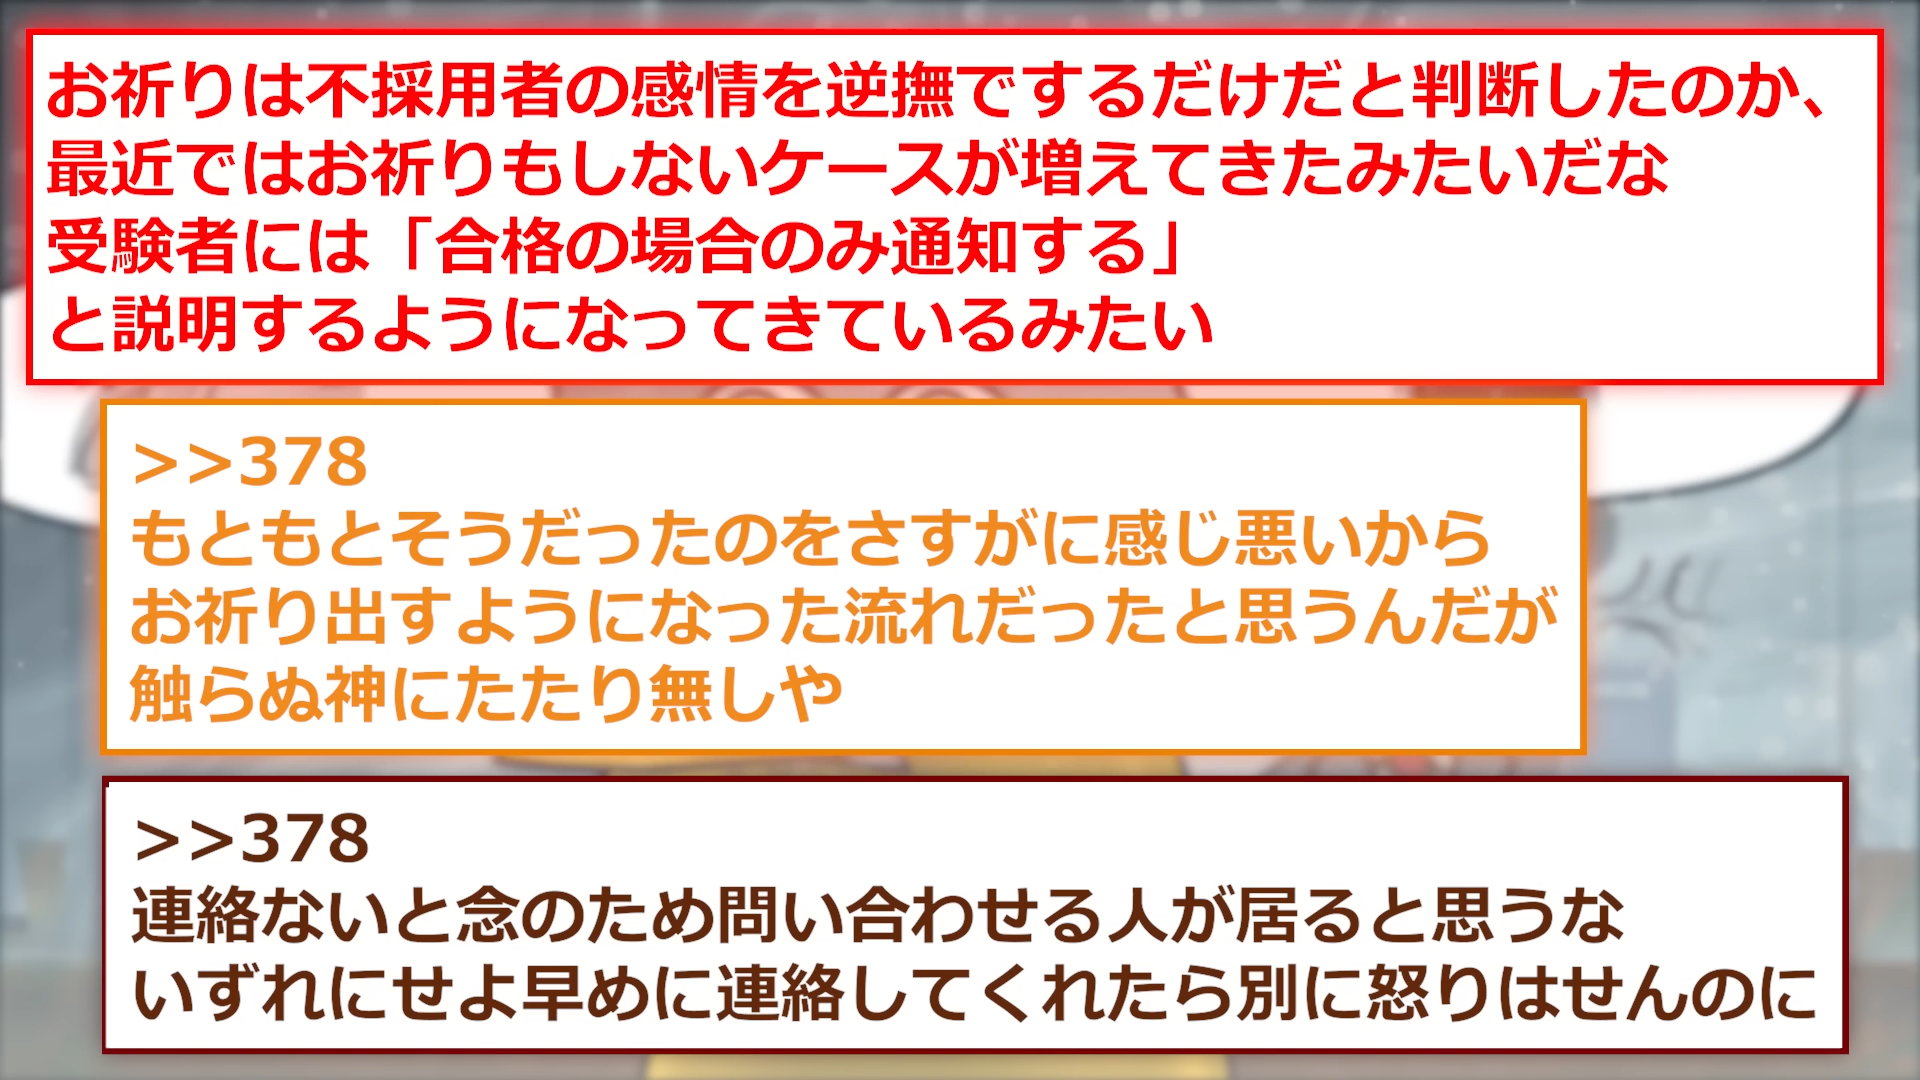 お祈りは不採用者の感情を逆撫でするだけだと判断したのか、
最近ではお祈りもしないケースが増えてきたみたいだな
受験者には「合格の場合のみ通知する」
と説明するようになってきているみたい
>>378
もともとそうだったのをさすがに感じ悪いから
お祈り出すようになった流れだったと思うんだが
触らぬ神にたたり無しや
>>378
連絡ないと念のため問い合わせる人が居ると思うな
いずれにせよ早めに連絡してくれたら別に怒りはせんのに